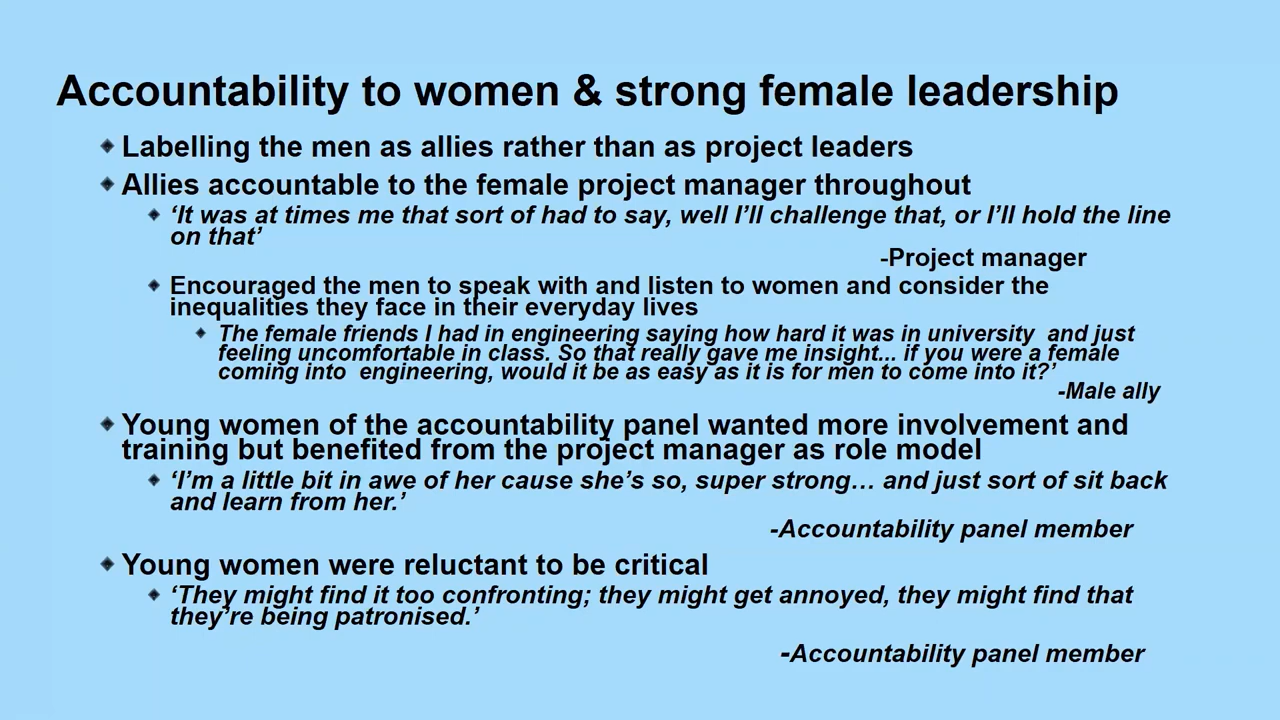 Accountability to women & strong female leadership
Labelling the men as allies rather than as project leaders
Allies accountable to the female project manager throughout
‘It was at times me that sort of had to say, well I’ll challenge that, or I’ll hold the line
on that’
-Project manager
Encouraged the men to speak with and listen to women and consider the
inequalities they face in their everyday lives
The female friends I had in engineering saying how hard it was in university and just
feeling uncomfortable in class. So that really gave me insight... if you were a female
coming into engineering, would it be as easy as it is for men to come into it?’
-Male ally
Young women of the accountability panel wanted more involvement and
training but benefited from the project manager as role model
‘I’m a little bit in awe of her cause she’s so, super strong… and just sort of sit back
and learn from her.’
-Accountability panel member
Young women were reluctant to be critical
‘They might find it too confronting; they might get annoyed, they might find that
they’re being patronised.’
-Accountability panel member